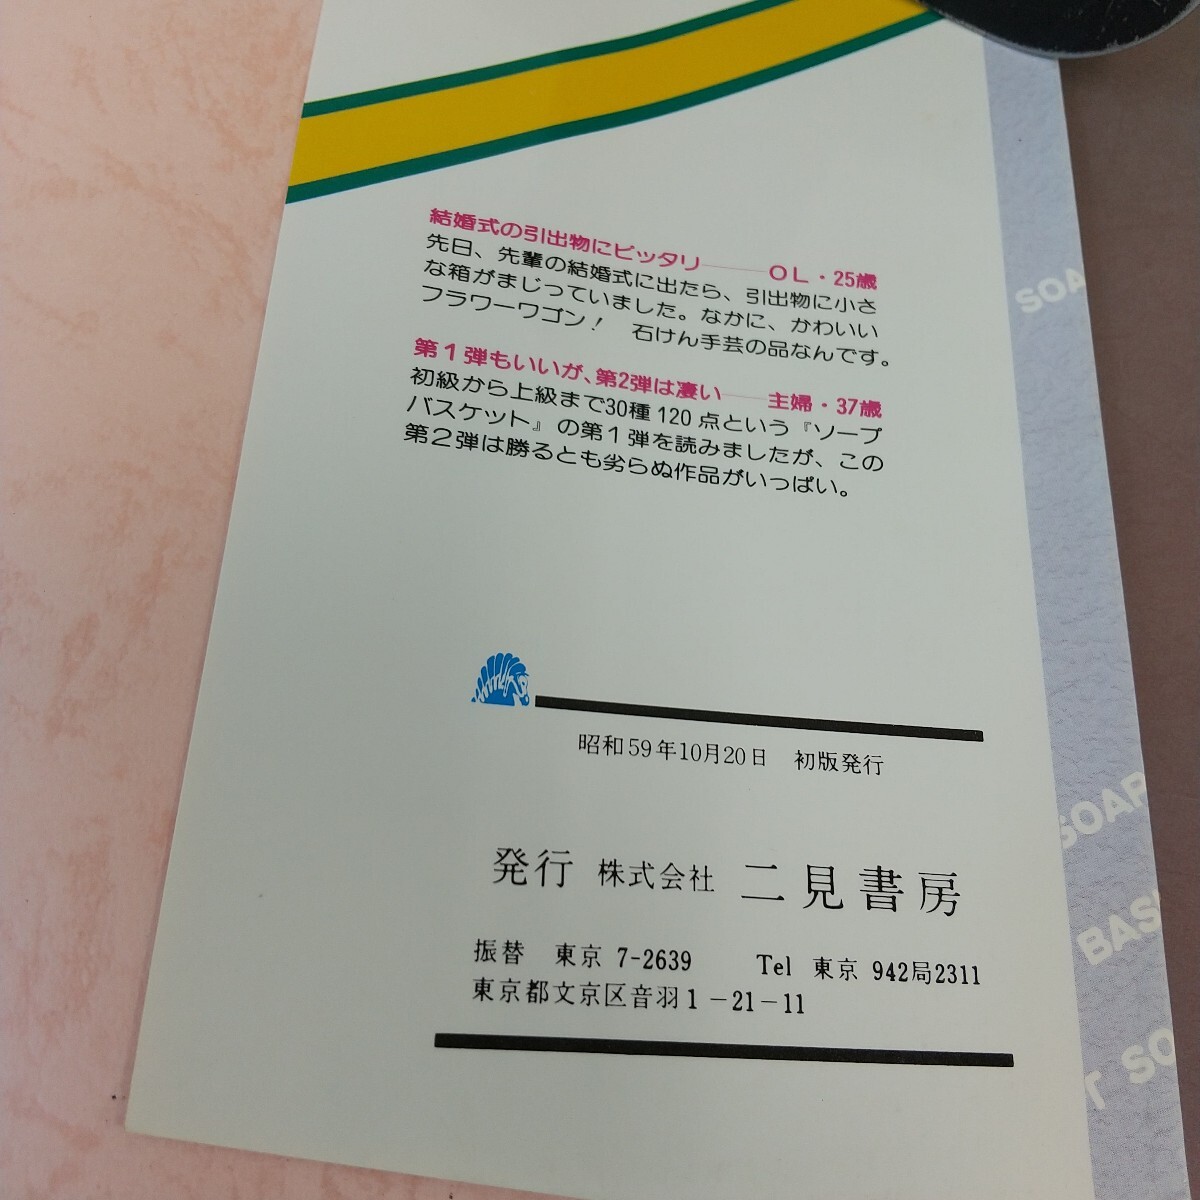 結婚式の引出物にピッタリ――OL・25歳
先日、先輩の結婚式に出たら、引出物に小さ
な箱がまじっていました。なかに、かわいい
フラワーワゴン！ 石けん手芸の品なんです。
第1弾もいいが、第2弾は凄い――主婦・37歳
初級から上級まで30種120点という『ソープ
バスケット』の第1弾を読みましたが、この
第2弾は勝るとも劣らぬ作品がいっぱい。
昭和59年10月20日 初版発行
発行 株式会社 二見書房
振替 東京 7-2639 Tel 東京 942局2311
東京都文京区音羽1-21-11
SOAP
SOAP
BAS
T SO